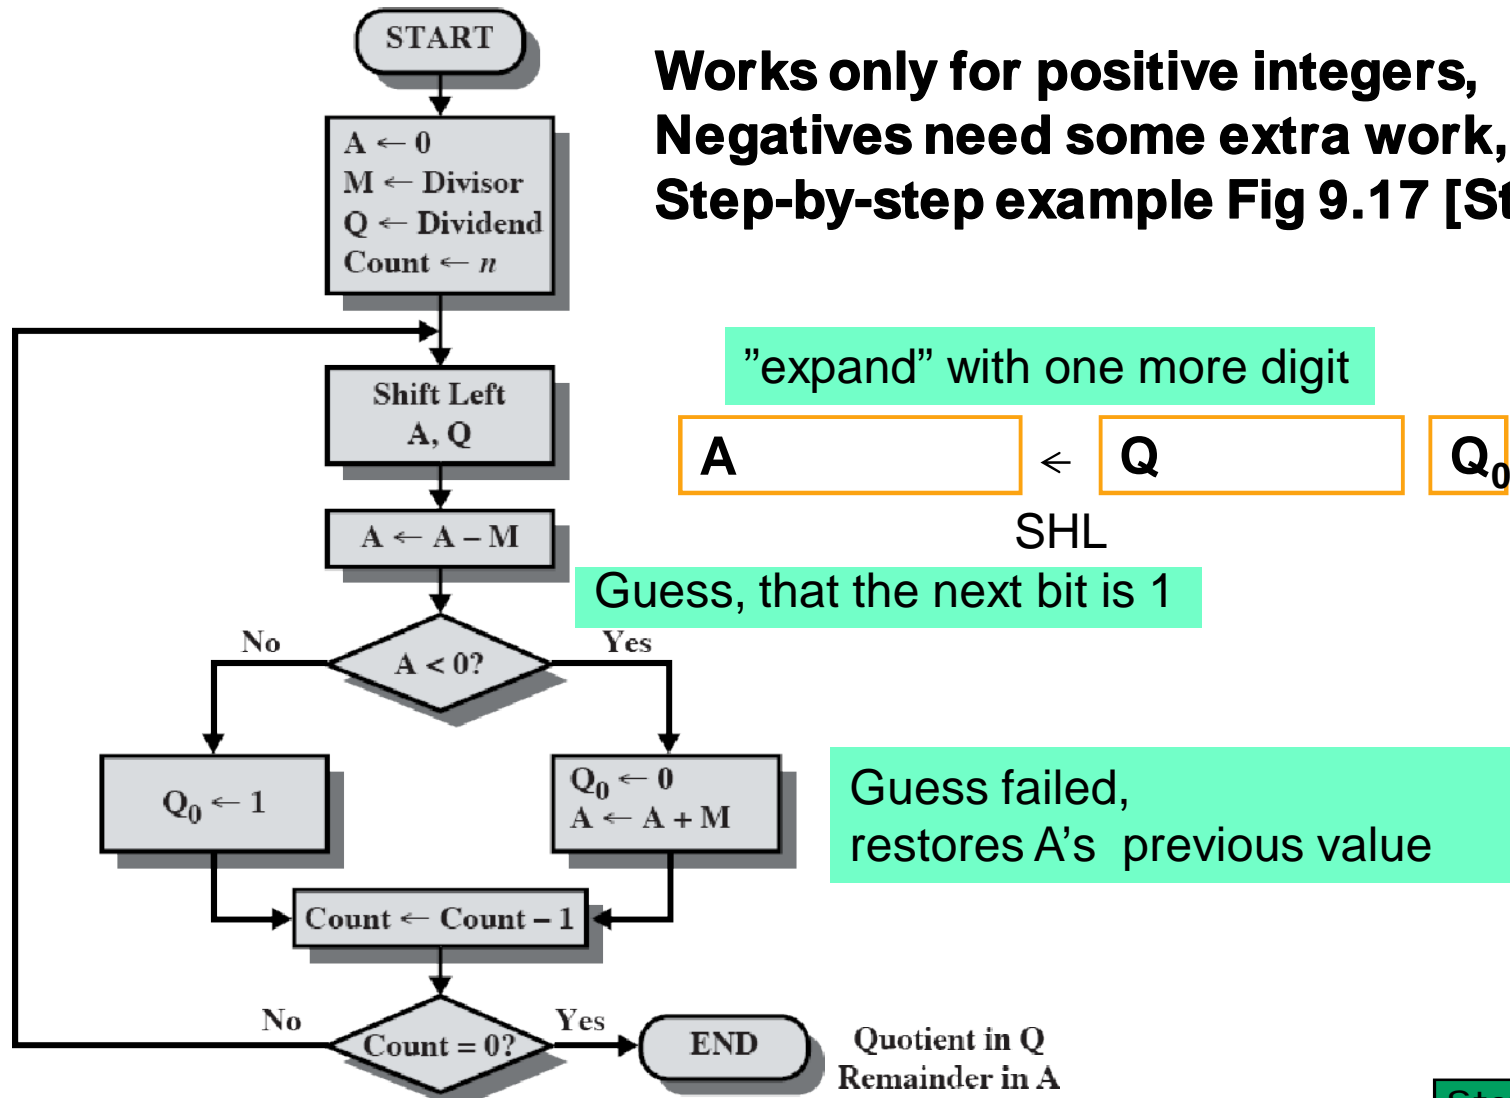 START
Works only for positive integers,
Negatives need some extra work,
Step-by-step example Fig 9.17 [St
A ← 0
M ← Divisor
Q ← Dividend
Count ← n
”expand” with one more digit
Shift Left
A, Q
A ← Q Q₀
SHL
A ← A – M
Guess, that the next bit is 1
No Yes
A < 0?
Q₀ ← 1
Q₀ ← 0
A ← A + M
Guess failed,
restores A’s previous value
Count ← Count – 1
No Yes
Count = 0?
END
Quotient in Q
Remainder in A